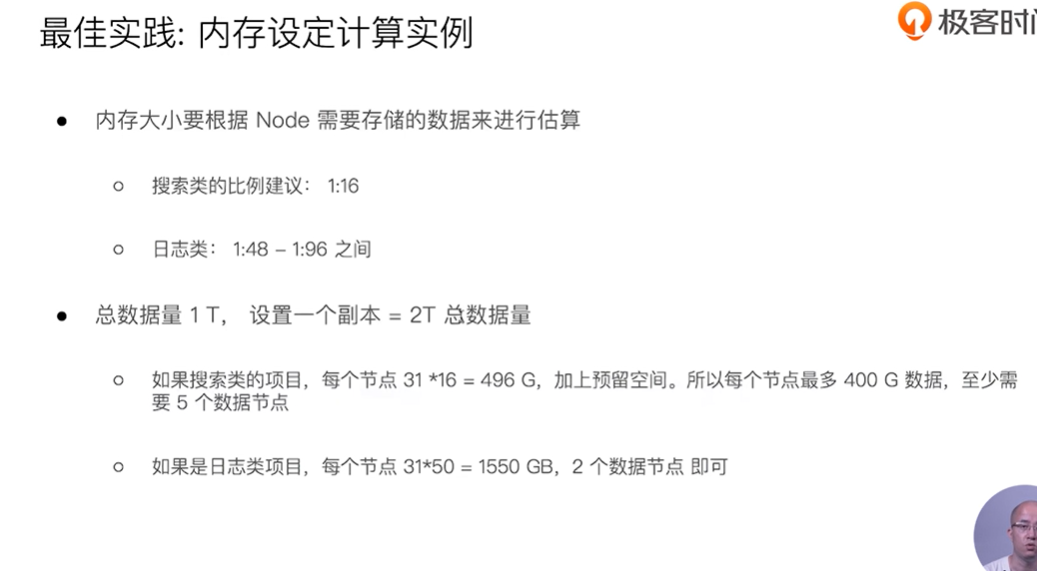 最佳实践: 内存设定计算实例
极客时间
● 内存大小要根据 Node 需要存储的数据来进行估算
○ 搜索类的比例建议： 1:16
○ 日志类： 1:48 – 1:96 之间
● 总数据量 1 T， 设置一个副本 = 2T 总数据量
○ 如果搜索类的项目，每个节点 31 *16 = 496 G，加上预留空间。所以每个节点最多 400 G 数据，至少需
要 5 个数据节点
○ 如果是日志类项目，每个节点 31*50 = 1550 GB，2 个数据节点 即可